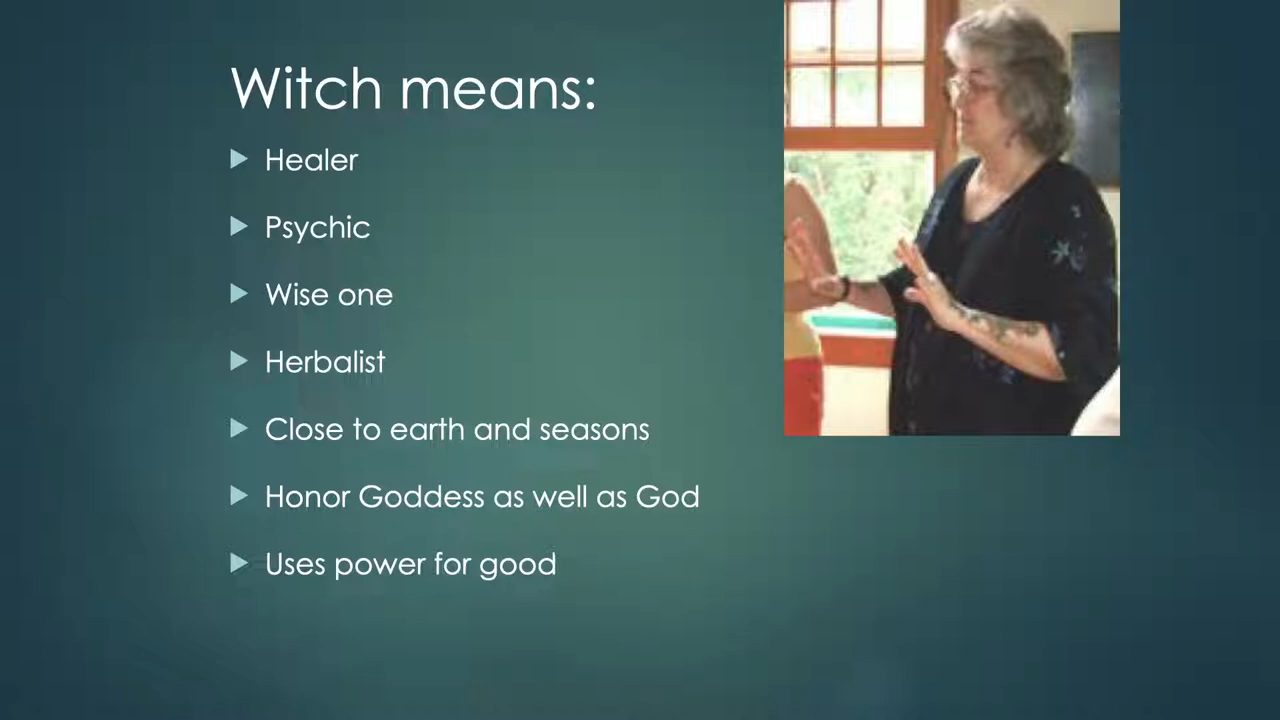 Witch means:
Healer
Psychic
Wise one
Herbalist
Close to earth and seasons
Honor Goddess as well as God
Uses power for good